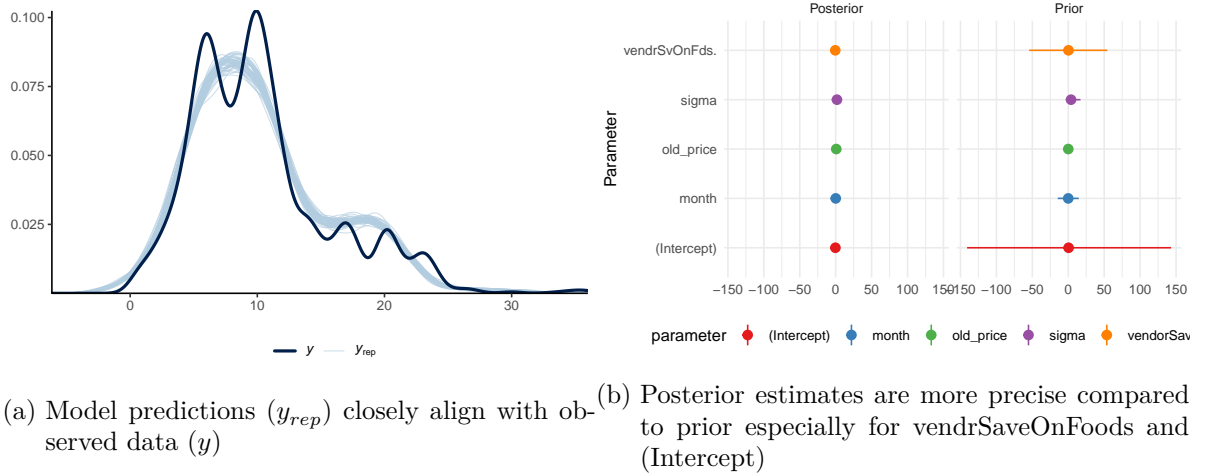 0.100
0.075
0.050
0.025
0 10 20 30
y yrep
Posterior Prior
Parameter
vendrSvOnFds.
sigma
old_price
month
(Intercept)
−150 −100 −50 0 50 100 150 −150 −100 −50 0 50 100 150
parameter (Intercept) month old_price sigma vendorSav
(a) Model predictions (yrep) closely align with ob-
served data (y)
(b) Posterior estimates are more precise compared
to prior especially for vendrSaveOnFoods and
(Intercept)